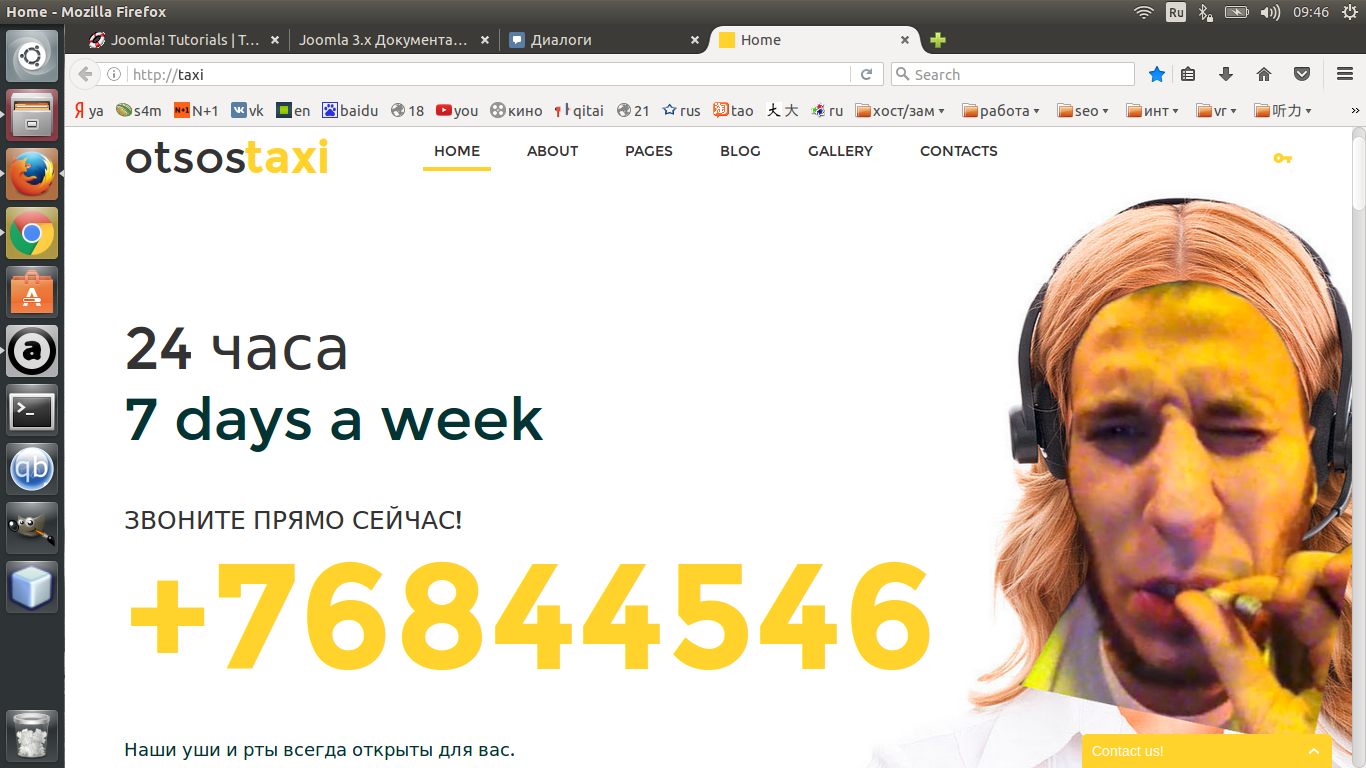 Home - Mozilla Firefox
Ru
09:46
Joomla! Tutorials | T...
Joomla 3.x Документа...
Диалоги
Home
http://taxi
Search
Я ya
s4m
N+1 N+1
vk
en
baidu
18
you
кино
qitai
21
rus
tao
大
ru
хост/зам
работа
seo
инт
vr
听力
otsostaxi
HOME
ABOUT
PAGES
BLOG
GALLERY
CONTACTS
24 часа
7 days a week
ЗВОНИТЕ ПРЯМО СЕЙЧАС!
+76844546
Наши уши и рты всегда открыты для вас.
Contact us!
a
qb